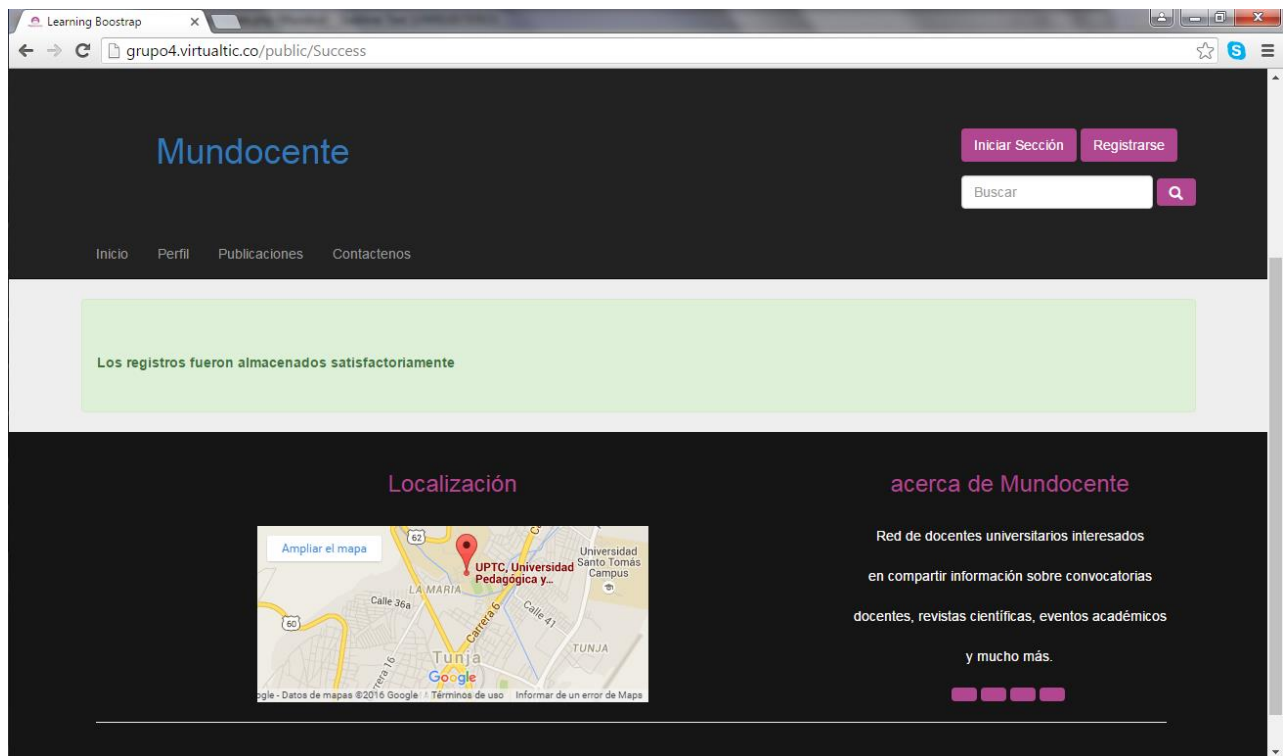 Learning Boostrap
grupo4.virtualtic.co/public/Success
Mundocente
Iniciar Sección
Registrarse
Buscar
Inicio
Perfil
Publicaciones
Contactenos
Los registros fueron almacenados satisfactoriamente
Localización
Ampliar el mapa
62
UPTC, Universidad
Pedagógica y...
Universidad
Santo Tomás
Campus
LA MARIA
Calle 36a
Carrera 6
Calle 41
60
Tunja
TUNJA
Google
Datos de mapas ©2016 Google
Términos de uso
Informar de un error de Maps
acerca de Mundocente
Red de docentes universitarios interesados
en compartir información sobre convocatorias
docentes, revistas científicas, eventos académicos
y mucho más.